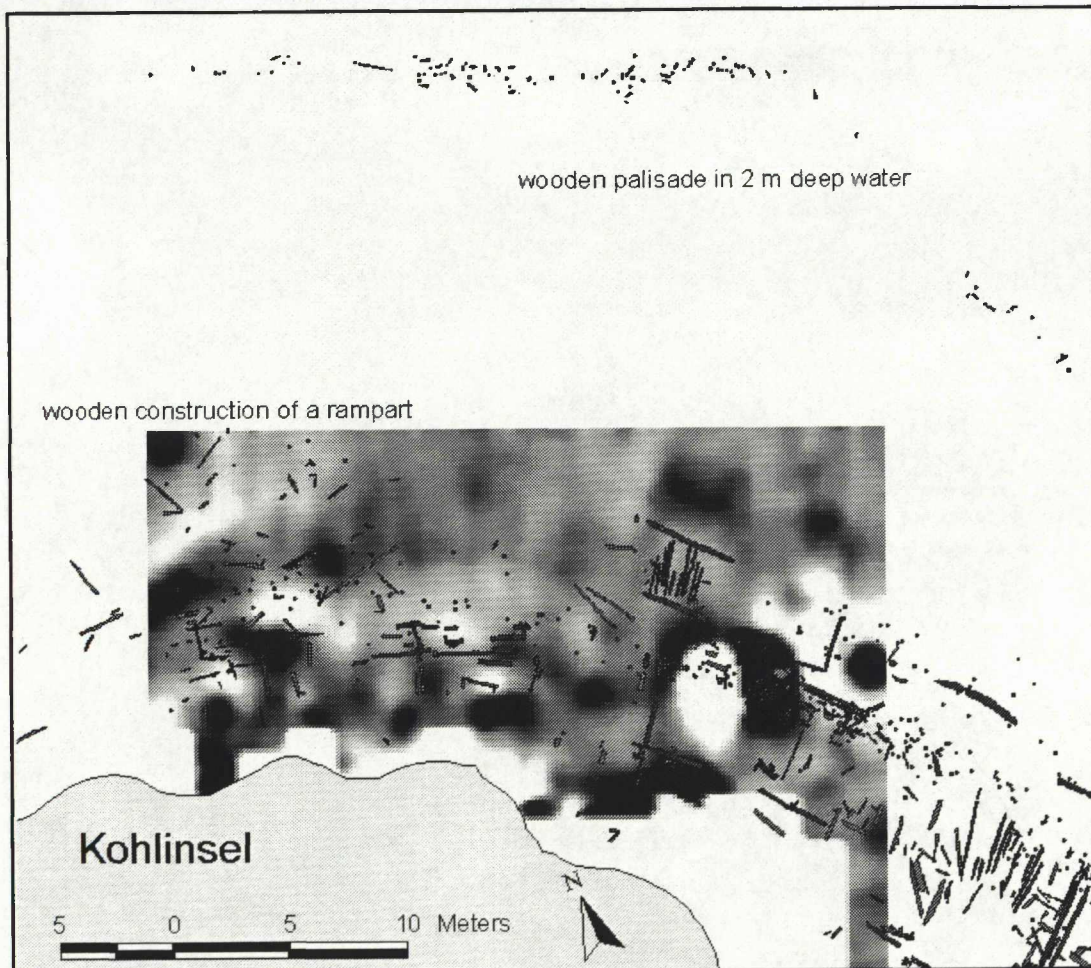 wooden palisade in 2 m deep water
wooden construction of a rampart
Kohlinsel
N
5 0 5 10 Meters